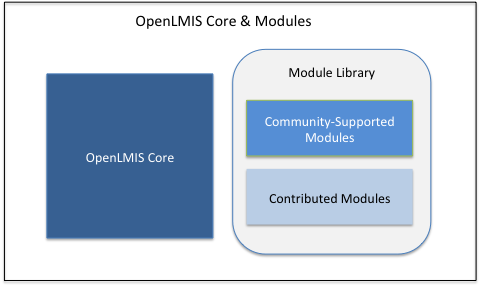 OpenLMIS Core & Modules
OpenLMIS Core
Module Library
Community-Supported
Modules
Contributed Modules